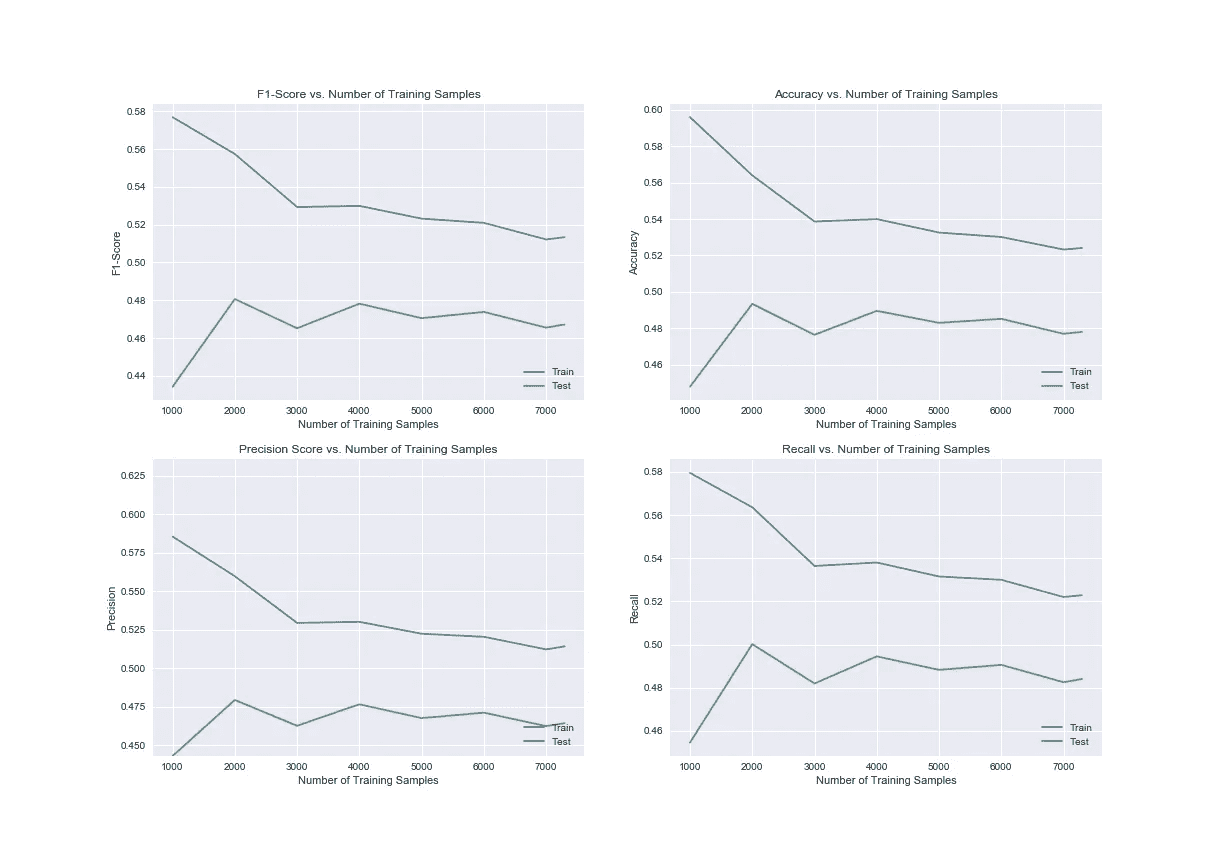 F1-Score vs. Number of Training Samples
0.58
0.56
0.54
0.52
0.50
0.48
0.46
0.44
F1-Score
Train
Test
1000 2000 3000 4000 5000 6000 7000
Number of Training Samples
Accuracy vs. Number of Training Samples
0.60
0.58
0.56
0.54
0.52
0.50
0.48
0.46
Accuracy
Train
Test
1000 2000 3000 4000 5000 6000 7000
Number of Training Samples
Precision Score vs. Number of Training Samples
0.625
0.600
0.575
0.550
0.525
0.500
0.475
0.450
Precision
Train
Test
1000 2000 3000 4000 5000 6000 7000
Number of Training Samples
Recall vs. Number of Training Samples
0.58
0.56
0.54
0.52
0.50
0.48
0.46
Recall
Train
Test
1000 2000 3000 4000 5000 6000 7000
Number of Training Samples